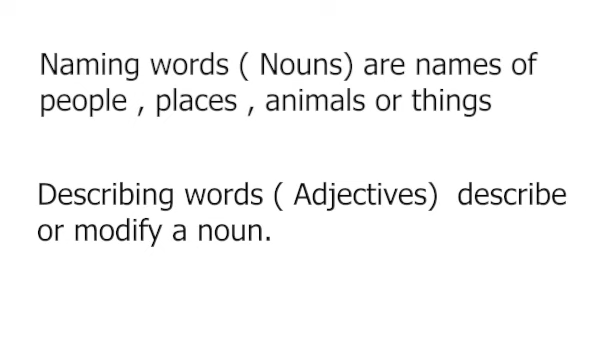 Naming words ( Nouns) are names of
people , places , animals or things
Describing words ( Adjectives)  describe
or modify a noun.